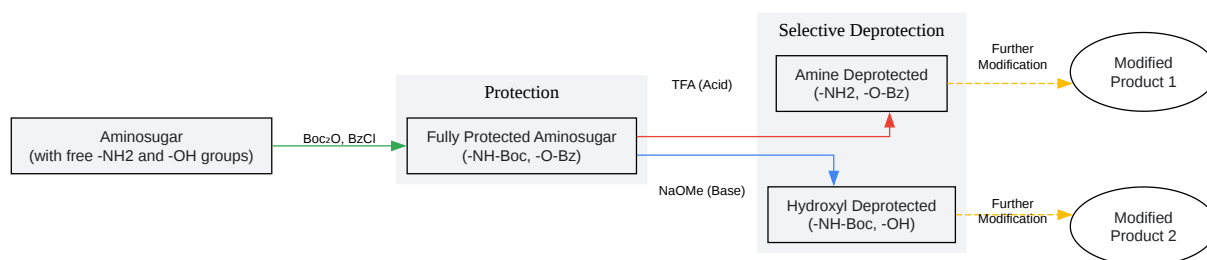 Aminosugar
(with free -NH2 and -OH groups)
Boc₂O, BzCl
Protection
Fully Protected Aminosugar
(-NH-Boc, -O-Bz)
TFA (Acid)
NaOMe (Base)
Selective Deprotection
Amine Deprotected
(-NH2, -O-Bz)
Hydroxyl Deprotected
(-NH-Boc, -OH)
Further
Modification
Modified
Product 1
Further
Modification
Modified
Product 2